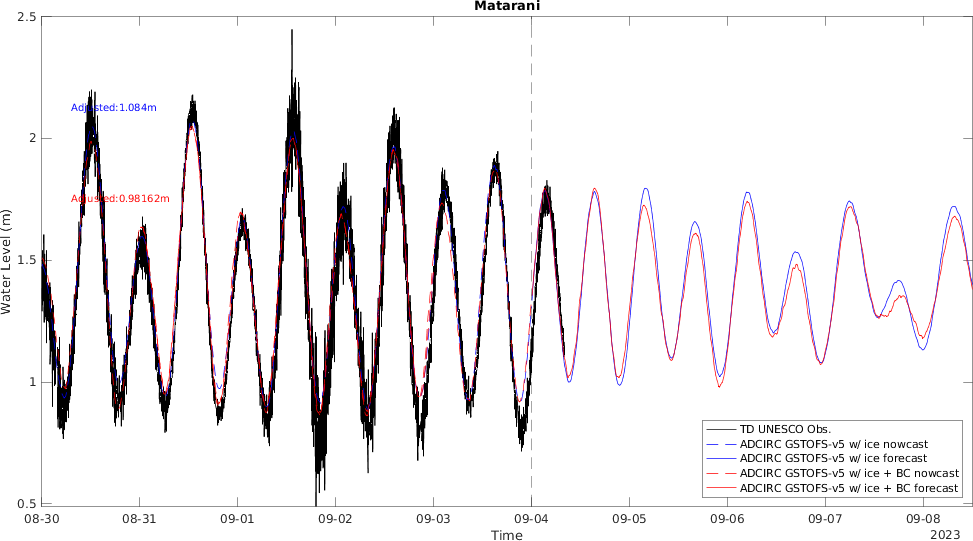 Matarani
2.5
2
1.5
1
0.5
Water Level (m)
Adjusted:1.084m
Adjusted:0.98162m
TD UNESCO Obs.
ADCIRC GSTOFS-v5 w/ ice nowcast
ADCIRC GSTOFS-v5 w/ ice forecast
ADCIRC GSTOFS-v5 w/ ice + BC nowcast
ADCIRC GSTOFS-v5 w/ ice + BC forecast
08-30 08-31 09-01 09-02 09-03 09-04 09-05 09-06 09-07 09-08
Time
2023